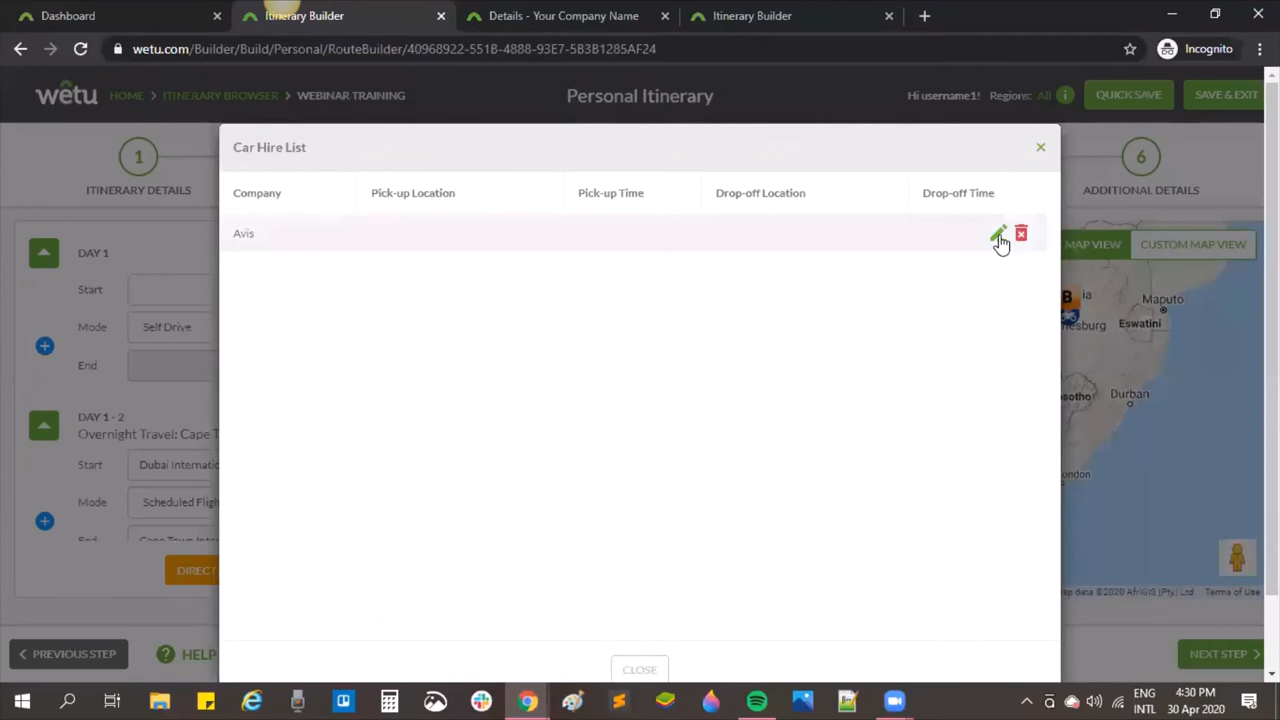 Dashboard
Itinerary Builder
Details - Your Company Name
Itinerary Builder
wetu.com/Builder/Build/Personal/RouteBuilder/40968922-551B-4888-93E7-5B3B1285AF24
Incognito
wetu
HOME > ITINERARY BROWSER > WEBINAR TRAINING
Personal Itinerary
Hi username1! Regions: All
QUICK SAVE
SAVE & EXIT
1
ITINERARY DETAILS
6
ADDITIONAL DETAILS
Car Hire List
Company
Pick-up Location
Pick-up Time
Drop-off Location
Drop-off Time
Avis
DAY 1
Start
Mode
Self Drive
End
DAY 1 - 2
Overnight Travel: Cape T
Start
Dubai Internatio
Mode
Scheduled Fligh
End
DIRECT
MAP VIEW
CUSTOM MAP VIEW
B
ia
Maputo
nesburg
Eswatini
sotho
Durban
ondon
p data ©2020 AfriGIS (Pty) Ltd
Terms of Use
PREVIOUS STEP
HELP
CLOSE
NEXT STEP
ENG
INTL
4:30 PM
30 Apr 2020